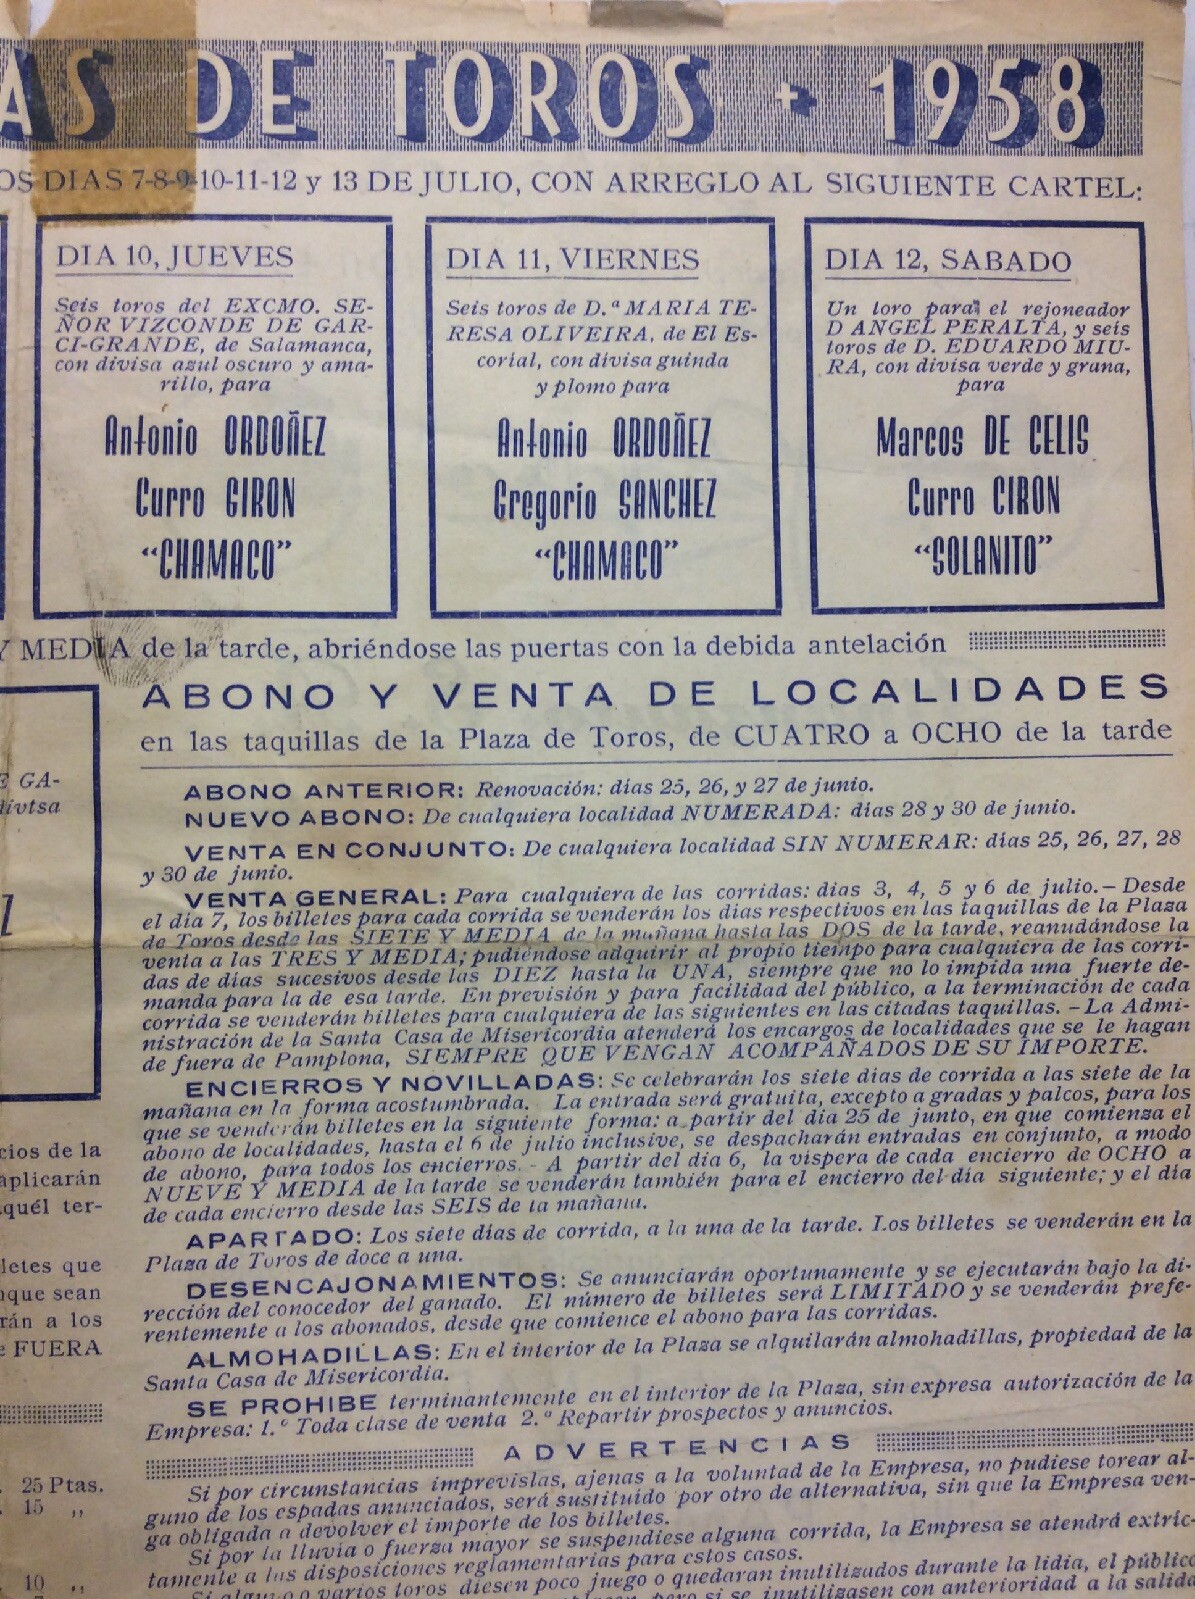 AS DE TOROS + 1958
OS DIAS 7-8-9-10-11-12 y 13 DE JULIO, CON ARREGLO AL SIGUIENTE CARTEL:
DIA 10, JUEVES
Seis toros del EXCMO. SE-
ÑOR VIZCONDE DE GAR-
CI-GRANDE, de Salamanca,
con divisa azul oscuro y ama-
rillo, para
Antonio ORDOÑEZ
Curro GIRON
“CHAMACO”
DIA 11, VIERNES
Seis toros de D.ª MARIA TE-
RESA OLIVEIRA, de El Es-
corial, con divisa guinda
y plomo para
Antonio ORDOÑEZ
Gregorio SANCHEZ
“CHAMACO”
DIA 12, SABADO
Un toro para el rejoneador
D ANGEL PERALTA, y seis
toros de D. EDUARDO MIU-
RA, con divisa verde y grana,
para
Marcos DE CELIS
Curro CIRON
“SOLANITO”
Y MEDIA de la tarde, abriéndose las puertas con la debida antelación
E GA-
divtsa
Z
cios de la
aplicarán
quél ter-
letes que
nque sean
rán a los
e FUERA
25 Ptas.
15 ,,
10 ,,
ABONO Y VENTA DE LOCALIDADES
en las taquillas de la Plaza de Toros, de CUATRO a OCHO de la tarde
ABONO ANTERIOR: Renovación: días 25, 26, y 27 de junio.
NUEVO ABONO: De cualquiera localidad NUMERADA: días 28 y 30 de junio.
VENTA EN CONJUNTO: De cualquiera localidad SIN NUMERAR: días 25, 26, 27, 28
y 30 de junio.
VENTA GENERAL: Para cualquiera de las corridas: días 3, 4, 5 y 6 de julio.- Desde
el día 7, los billetes para cada corrida se venderán los días respectivos en las taquillas de la Plaza
de Toros desde las SIETE Y MEDIA de la mañana hasta las DOS de la tarde, reanudándose la
venta a las TRES Y MEDIA; pudiéndose adquirir al propio tiempo para cualquiera de las corri-
das de días sucesivos desde las DIEZ hasta la UNA, siempre que no lo impida una fuerte de-
manda para la de esa tarde. En previsión y para facilidad del público, a la terminación de cada
corrida se venderán billetes para cualquiera de las siguientes en las citadas taquillas. -La Admi-
nistración de la Santa Casa de Misericordia atenderá los encargos de localidades que se le hagan
de fuera de Pamplona, SIEMPRE QUE VENGAN ACOMPAÑADOS DE SU IMPORTE.
ENCIERROS Y NOVILLADAS: Se celebrarán los siete días de corrida a las siete de la
mañana en la forma acostumbrada. La entrada será gratuita, excepto a gradas y palcos, para los
que se venderán billetes en la siguiente forma: a partir del día 25 de junto, en que comienza el
abono de localidades, hasta el 6 de julio inclusive, se despacharán entradas en conjunto, a modo
de abono, para todos los encierros. - A partir del día 6, la víspera de cada encierro de OCHO a
NUEVE Y MEDIA de la tarde se venderán también para el encierro del día siguiente; y el día
de cada encierro desde las SEIS de la mañana.
APARTADO: Los siete días de corrida, a la una de la tarde. Los billetes se venderán en la
Plaza de Toros de doce a una.
DESENCAJONAMIENTOS: Se anunciarán oportunamente y se ejecutarán bajo la di-
rección del conocedor del ganado. El número de billetes será LIMITADO y se venderán prefe-
rentemente a los abonados, desde que comience el abono para las corridas.
ALMOHADILLAS: En el interior de la Plaza se alquilarán almohadillas, propiedad de la
Santa Casa de Misericordia.
SE PROHIBE terminantemente en el interior de la Plaza, sin expresa autorización de la
Empresa: 1.º Toda clase de venta 2.º Repartir prospectos y anuncios.
ADVERTENCIAS
Si por circunstancias imprevislas, ajenas a la voluntad de la Empresa, no pudiese torear al-
guno de los espadas anunciados, será sustituído por otro de alternativa, sin que la Empresa ven-
ga obligada a devolver el importe de los billetes.
Si por la lluvia o fuerza mayor se suspendiese alguna corrida, la Empresa se atendrá extric-
tamente a las disposiciones reglamentarias para estos casos.
Si alguno o varios toros diesen poco juego o quedaran inutilizados durante la lidia, el público
pero si se inutilizasen con anterioridad a la salida